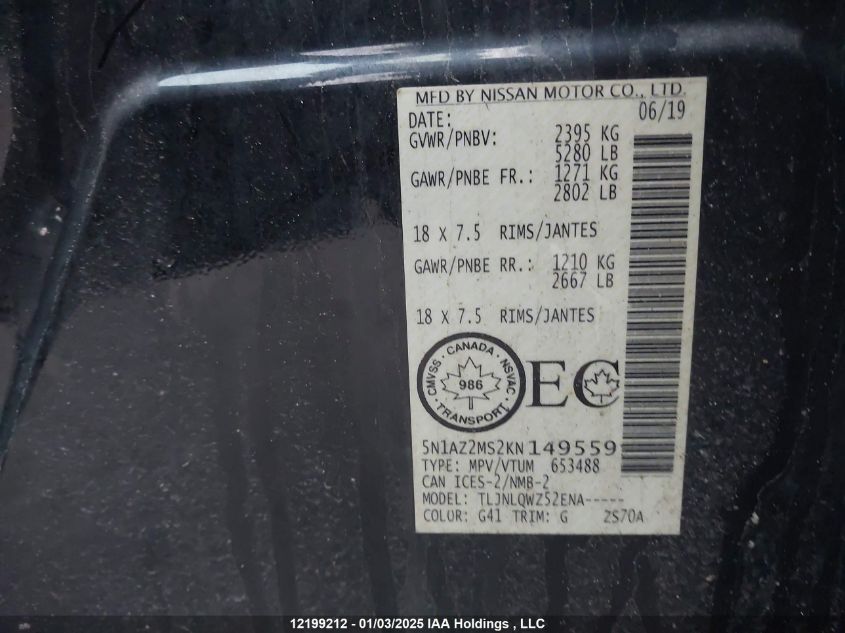 MFD BY NISSAN MOTOR CO., LTD.
DATE: 06/19
GVWR/PNBV: 2395 KG
5280 LB
GAWR/PNBE FR.: 1271 KG
2802 LB
18 X 7.5 RIMS/JANTES
GAWR/PNBE RR.: 1210 KG
2667 LB
18 X 7.5 RIMS/JANTES
CMVSS · CANADA · NSVAC · TRANSPORT ·
986
EC
5N1AZ2MS2KN149559
TYPE: MPV/VTUM 653488
CAN ICES-2/NMB-2
MODEL: TLJNLQWZ52ENA-----
COLOR: G41 TRIM: G ZS70A
12199212 - 01/03/2025 IAA Holdings , LLC